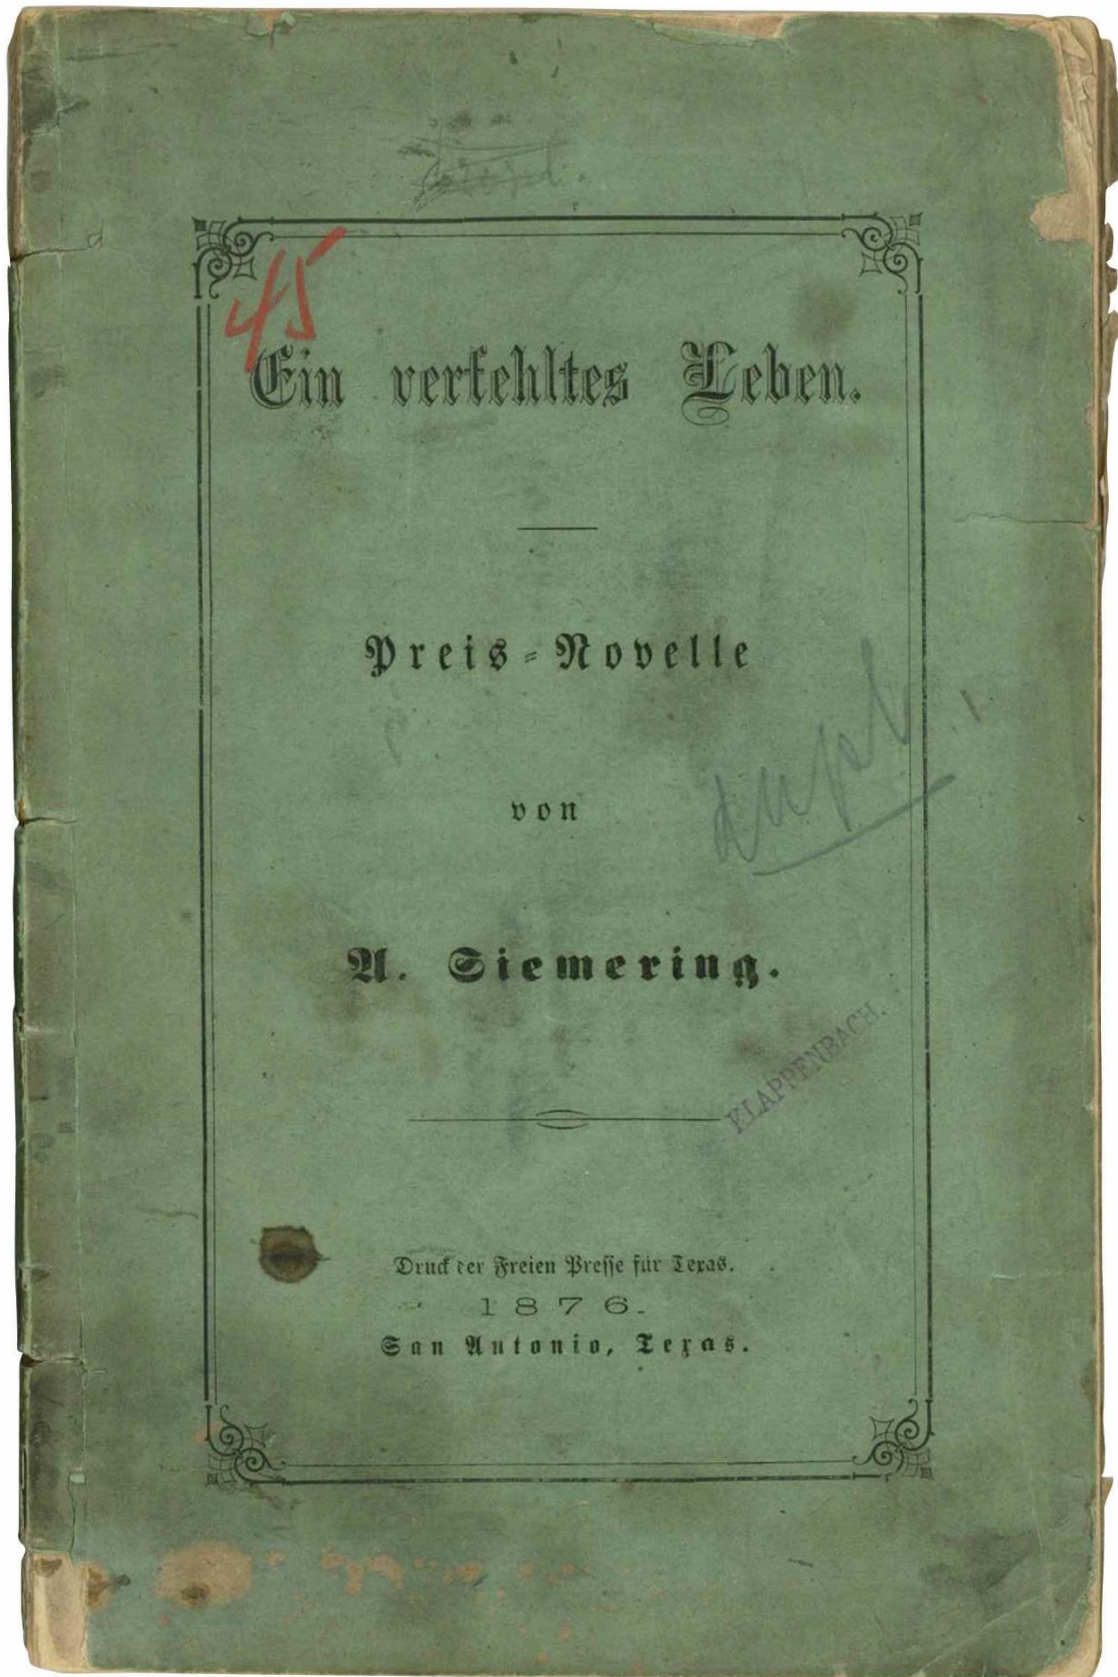 45
Ein verfehltes Leben.
Preis-Novelle
von
dupl.
A. Siemering.
KLAPPENBACH.
Druck der Freien Presse für Texas.
1876.
San Antonio, Texas.